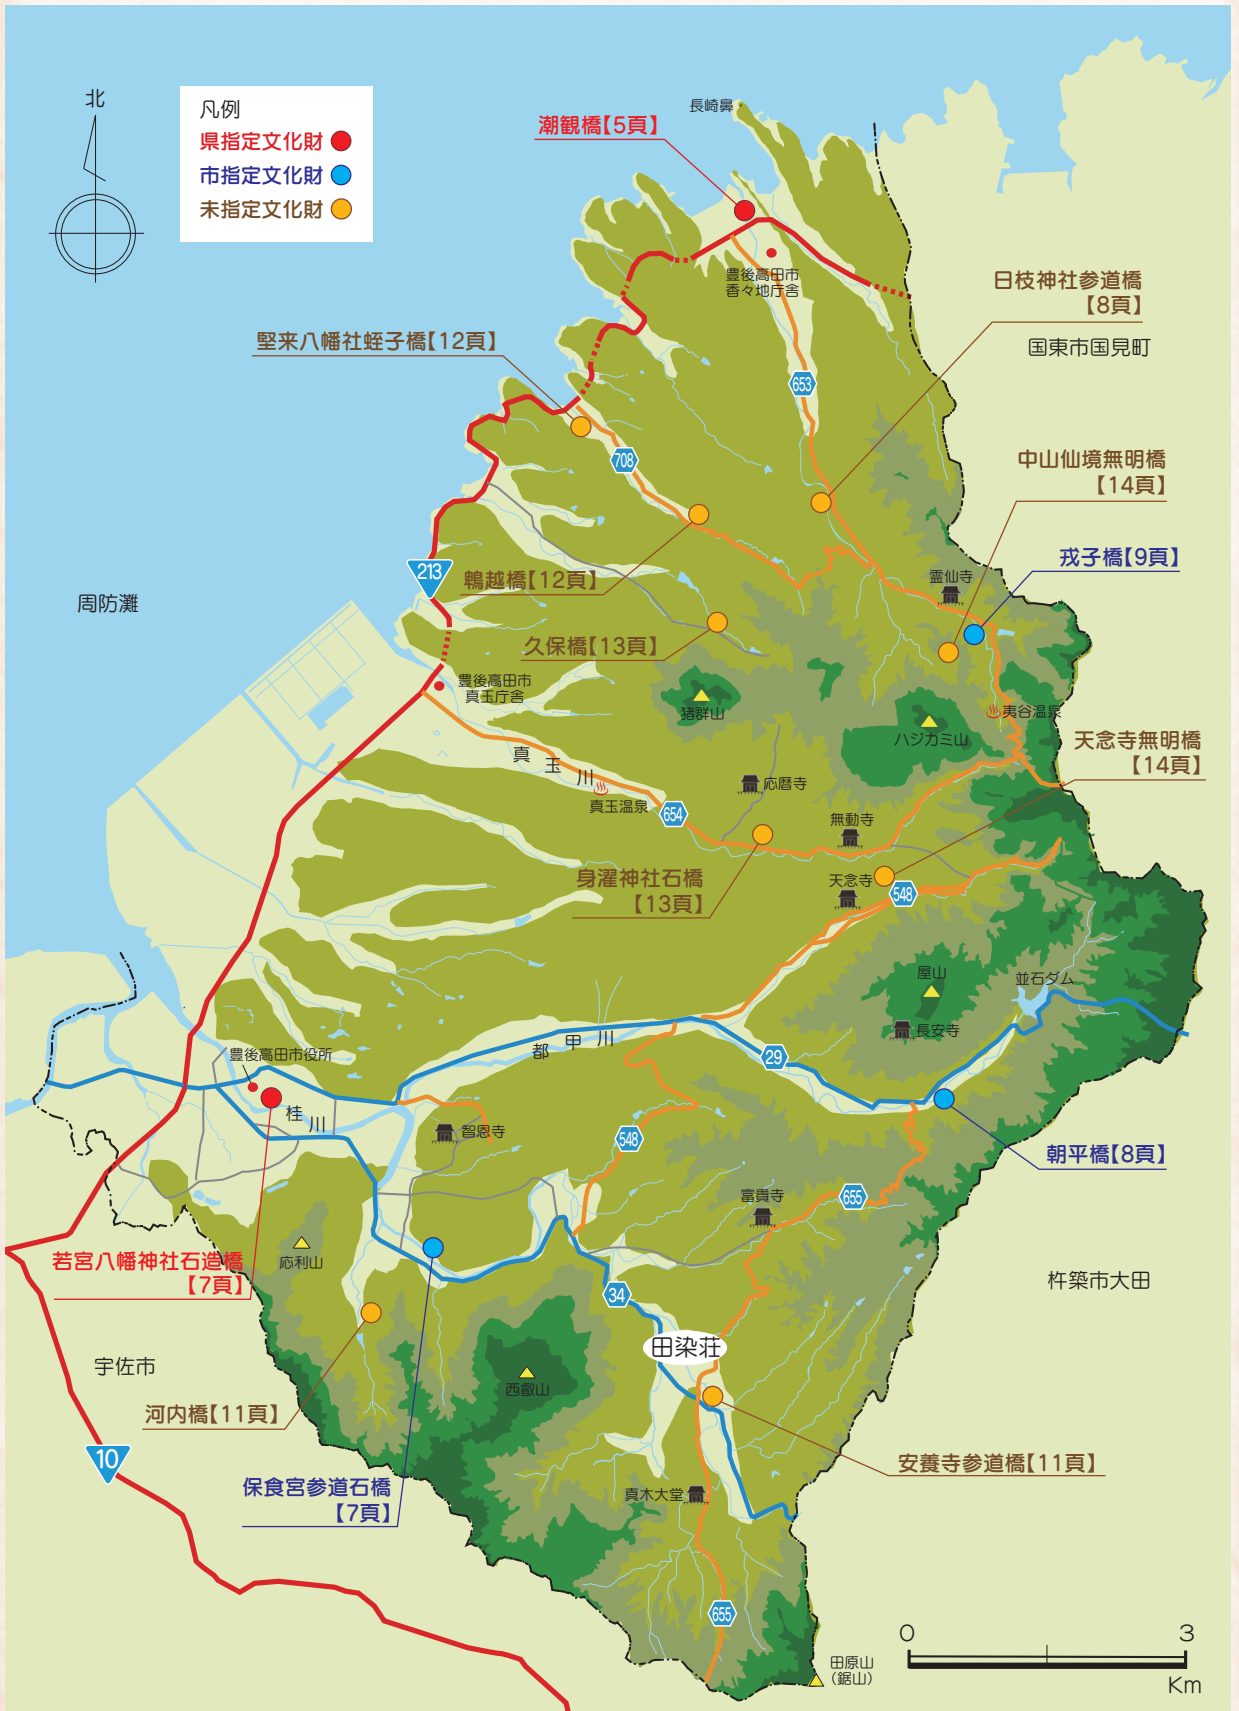 北
凡例
県指定文化財
市指定文化財
未指定文化財
長崎鼻
潮観橋【5頁】
豊後高田市
香々地庁舎
日枝神社参道橋
【8頁】
国東市国見町
堅来八幡社蛭子橋【12頁】
653
708
中山仙境無明橋
【14頁】
戎子橋【9頁】
霊仙寺
213
鴨越橋【12頁】
周防灘
久保橋【13頁】
豊後高田市
真玉庁舎
猪群山
夷谷温泉
ハジカミ山
天念寺無明橋
【14頁】
真玉川
応暦寺
真玉温泉
654
無動寺
身濯神社石橋
【13頁】
天念寺
548
屋山
並石ダム
長安寺
都甲川
29
豊後高田市役所
桂川
智恩寺
548
朝平橋【8頁】
富貴寺
655
応利山
若宮八幡神社石造橋
【7頁】
杵築市大田
34
田染荘
宇佐市
西叡山
河内橋【11頁】
10
安養寺参道橋【11頁】
保食宮参道石橋
【7頁】
真木大堂
655
0 3
Km
田原山
(鋸山)